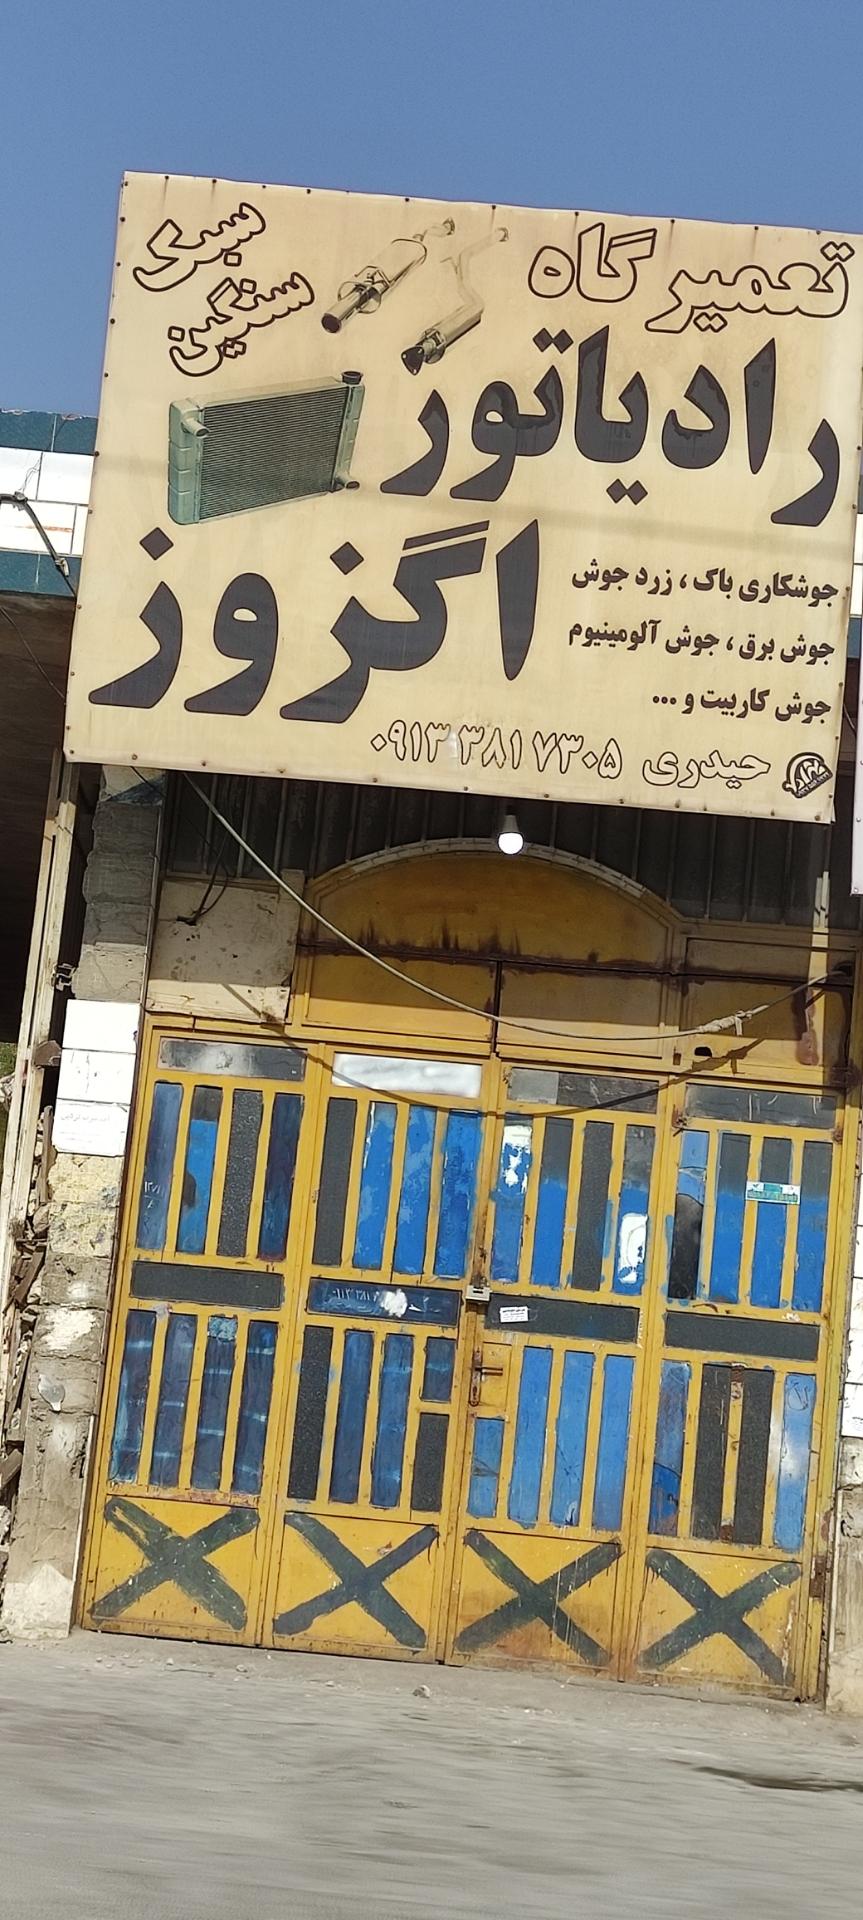 تعمیرگاه
سبک
سنگین
رادیاتور
اگزوز
جوشکاری باک ، زرد جوش
جوش برق ، جوش آلومینیوم
جوش کاربیت و ...
حیدری ۰۹۱۳ ۳۸۱ ۷۳۰۵